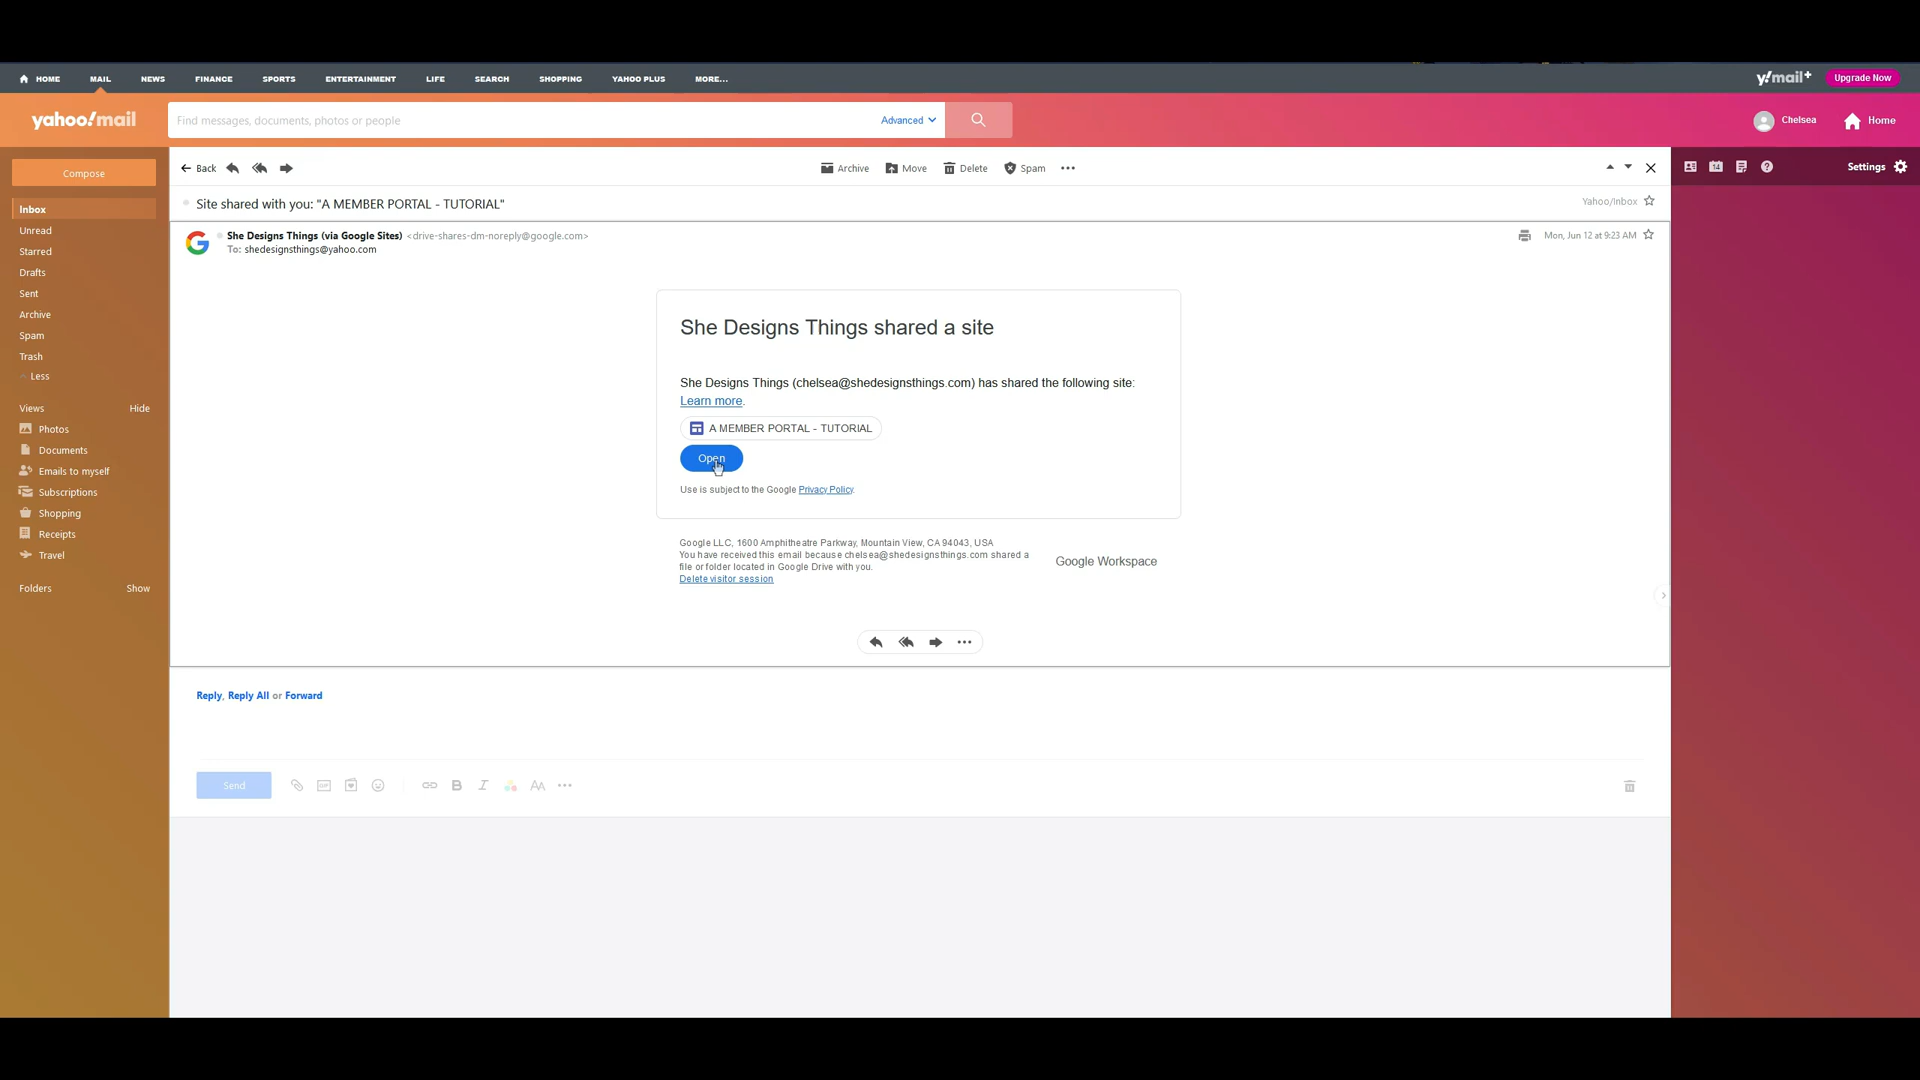 HOME MAIL NEWS FINANCE SPORTS ENTERTAINMENT LIFE SEARCH SHOPPING YAHOO PLUS MORE... y!mail+ Upgrade Now
yahoo!mail Find messages, documents, photos or people Advanced Chelsea Home
Compose
Inbox
Unread
Starred
Drafts
Sent
Archive
Spam
Trash
Less
Views Hide
Photos
Documents
Emails to myself
Subscriptions
Shopping
Receipts
Travel
Folders Show
Back Archive Move Delete Spam
14 Settings
Site shared with you: "A MEMBER PORTAL - TUTORIAL" Yahoo/Inbox
She Designs Things (via Google Sites) <drive-shares-dm-noreply@google.com> Mon, Jun 12 at 9:23 AM
To: shedesignsthings@yahoo.com
She Designs Things shared a site
She Designs Things (chelsea@shedesignsthings.com) has shared the following site:
Learn more.
A MEMBER PORTAL - TUTORIAL
Open
Use is subject to the Google Privacy Policy.
Google LLC, 1600 Amphitheatre Parkway, Mountain View, CA 94043, USA
You have received this email because chelsea@shedesignsthings.com shared a
file or folder located in Google Drive with you.
Delete visitor session
Google Workspace
Reply, Reply All or Forward
Send GIF B I AA